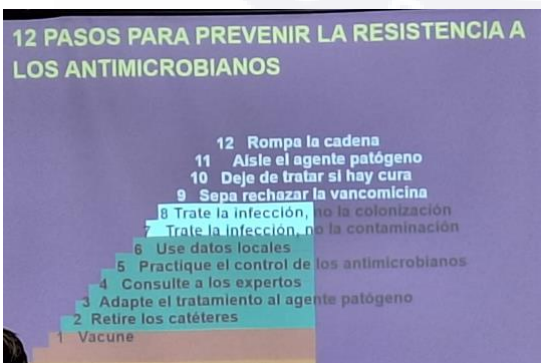 12 PASOS PARA PREVENIR LA RESISTENCIA A
LOS ANTIMICROBIANOS
12 Rompa la cadena
11 Aisle el agente patógeno
10 Deje de tratar si hay cura
9 Sepa rechazar la vancomicina
8 Trate la infección, no la colonización
7 Trate la infección, no la contaminación
6 Use datos locales
5 Practique el control de los antimicrobianos
4 Consulte a los expertos
3 Adapte el tratamiento al agente patógeno
2 Retire los catéteres
1 Vacune